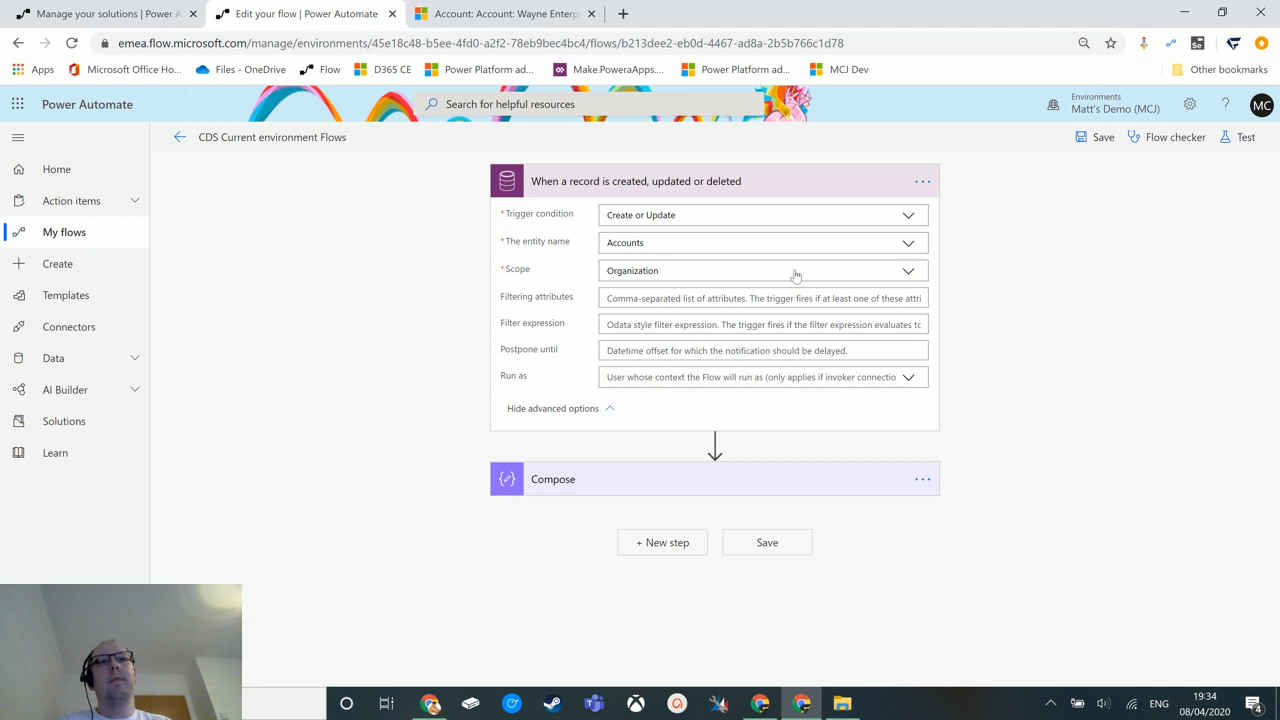 Manage your solutions | Power A
Edit your flow | Power Automate
Account: Account: Wayne Enterp
emea.flow.microsoft.com/manage/environments/45e18c48-b5ee-4fd0-a2f2-78eb9bec4bc4/flows/b213dee2-eb0d-4467-ad8a-2b5b766c1d78
Apps
Microsoft Office Ho...
Files - OneDrive
Flow
D365 CE
Power Platform ad...
Make.PoweraApps....
Power Platform ad...
MCJ Dev
Other bookmarks
Power Automate
Search for helpful resources
Environments
Matt's Demo (MCJ)
MC
CDS Current environment Flows
Save
Flow checker
Test
Home
Action items
My flows
Create
Templates
Connectors
Data
AI Builder
Solutions
Learn
When a record is created, updated or deleted
* Trigger condition
Create or Update
* The entity name
Accounts
* Scope
Organization
Filtering attributes
Comma-separated list of attributes. The trigger fires if at least one of these attri
Filter expression
Odata style filter expression. The trigger fires if the filter expression evaluates tc
Postpone until
Datetime offset for which the notification should be delayed.
Run as
User whose context the Flow will run as (only applies if invoker connectio
Hide advanced options
Compose
+ New step
Save
ENG
19:34
08/04/2020
4